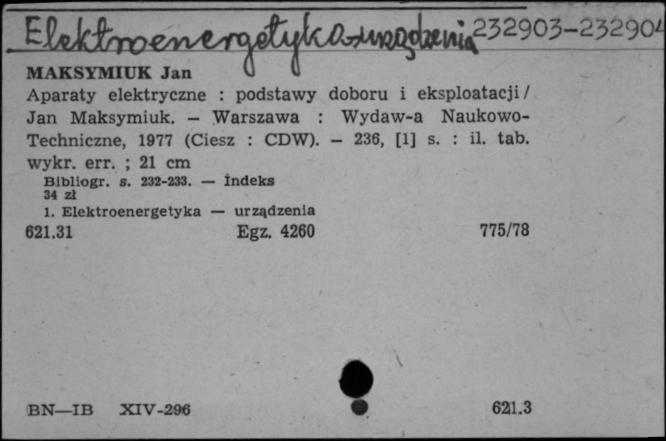 Elektroenergetyka-urządzenia 232903-232904
MAKSYMIUK Jan
Aparaty elektryczne : podstawy doboru i eksploatacji /
Jan Maksymiuk. — Warszawa : Wydaw-a Naukowo-
Techniczne, 1977 (Ciesz : CDW). — 236, [1] s. : il. tab.
wykr. err. ; 21 cm
Bibliogr. s. 232-233. — Indeks
34 zł
1. Elektroenergetyka — urządzenia
621.31 Egz. 4260 775/78
BN—IB XIV-296 621.3